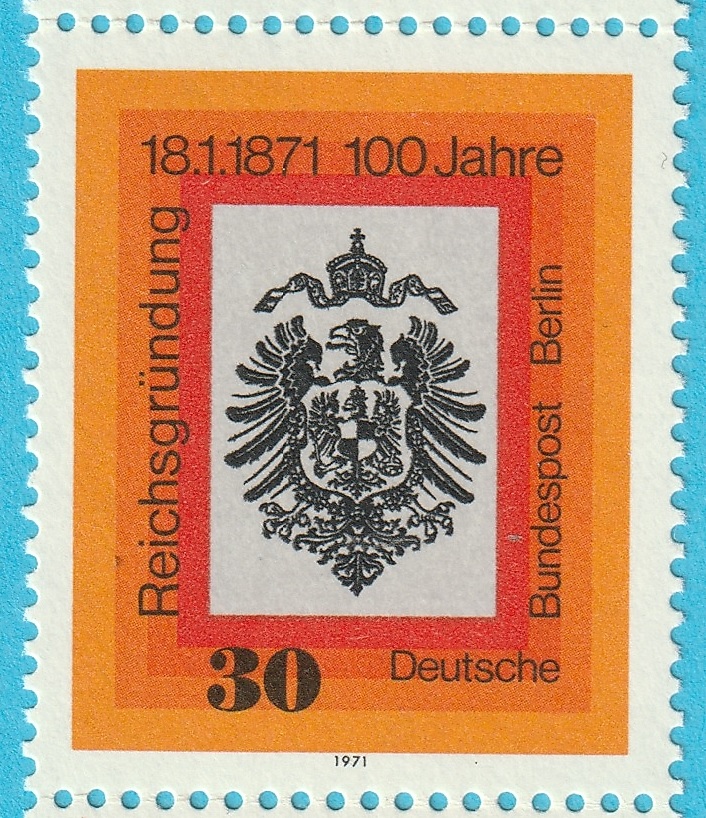 18.1.1871 100 Jahre
Reichsgründung
Deutsche
Bundespost Berlin
30
1971